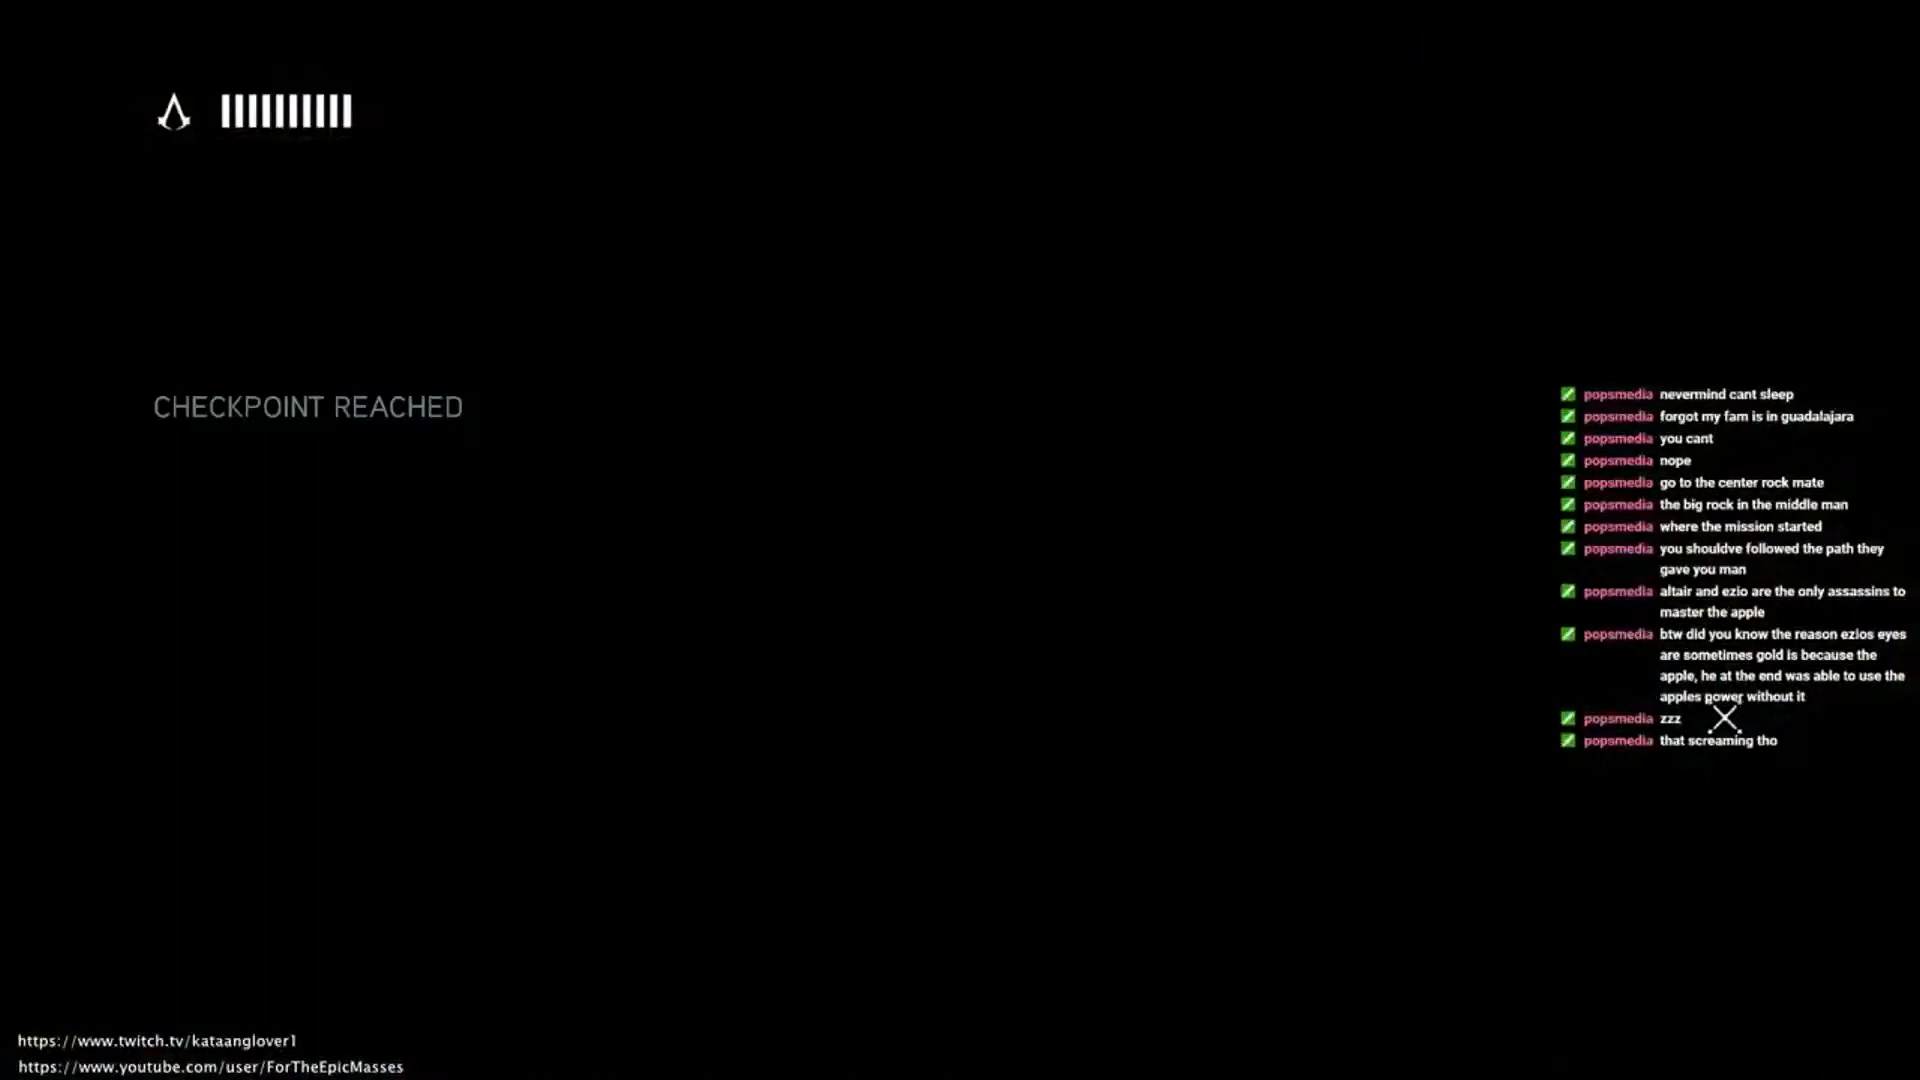 CHECKPOINT REACHED
popsmedia nevermind cant sleep
popsmedia forgot my fam is in guadalajara
popsmedia you cant
popsmedia nope
popsmedia go to the center rock mate
popsmedia the big rock in the middle man
popsmedia where the mission started
popsmedia you shouldve followed the path they
gave you man
popsmedia altair and ezio are the only assassins to
master the apple
popsmedia btw did you know the reason ezios eyes
are sometimes gold is because the
apple, he at the end was able to use the
apples power without it
popsmedia zzz
popsmedia that screaming tho
https://www.twitch.tv/kataanglover1
https://www.youtube.com/user/ForTheEpicMasses